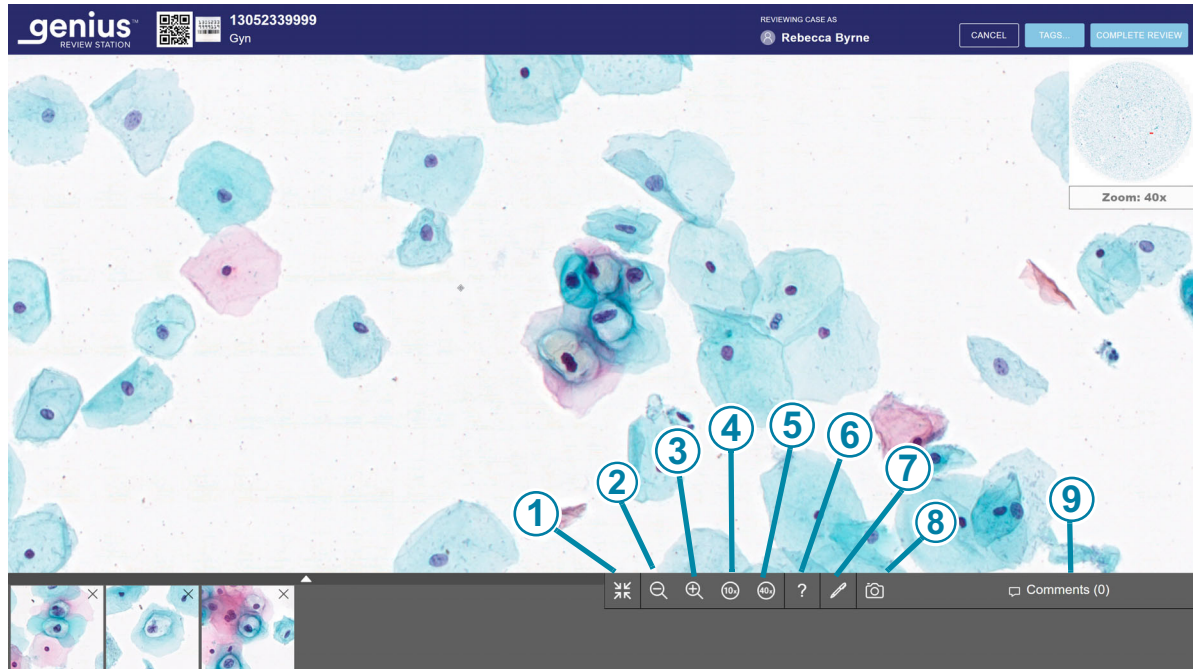 genius™
REVIEW STATION
13052339999
Gyn
REVIEWING CASE AS
Rebecca Byrne
CANCEL
TAGS...
COMPLETE REVIEW
Zoom: 40x
1
2
3
4
5
6
7
8
9
10x
40x
?
Comments (0)